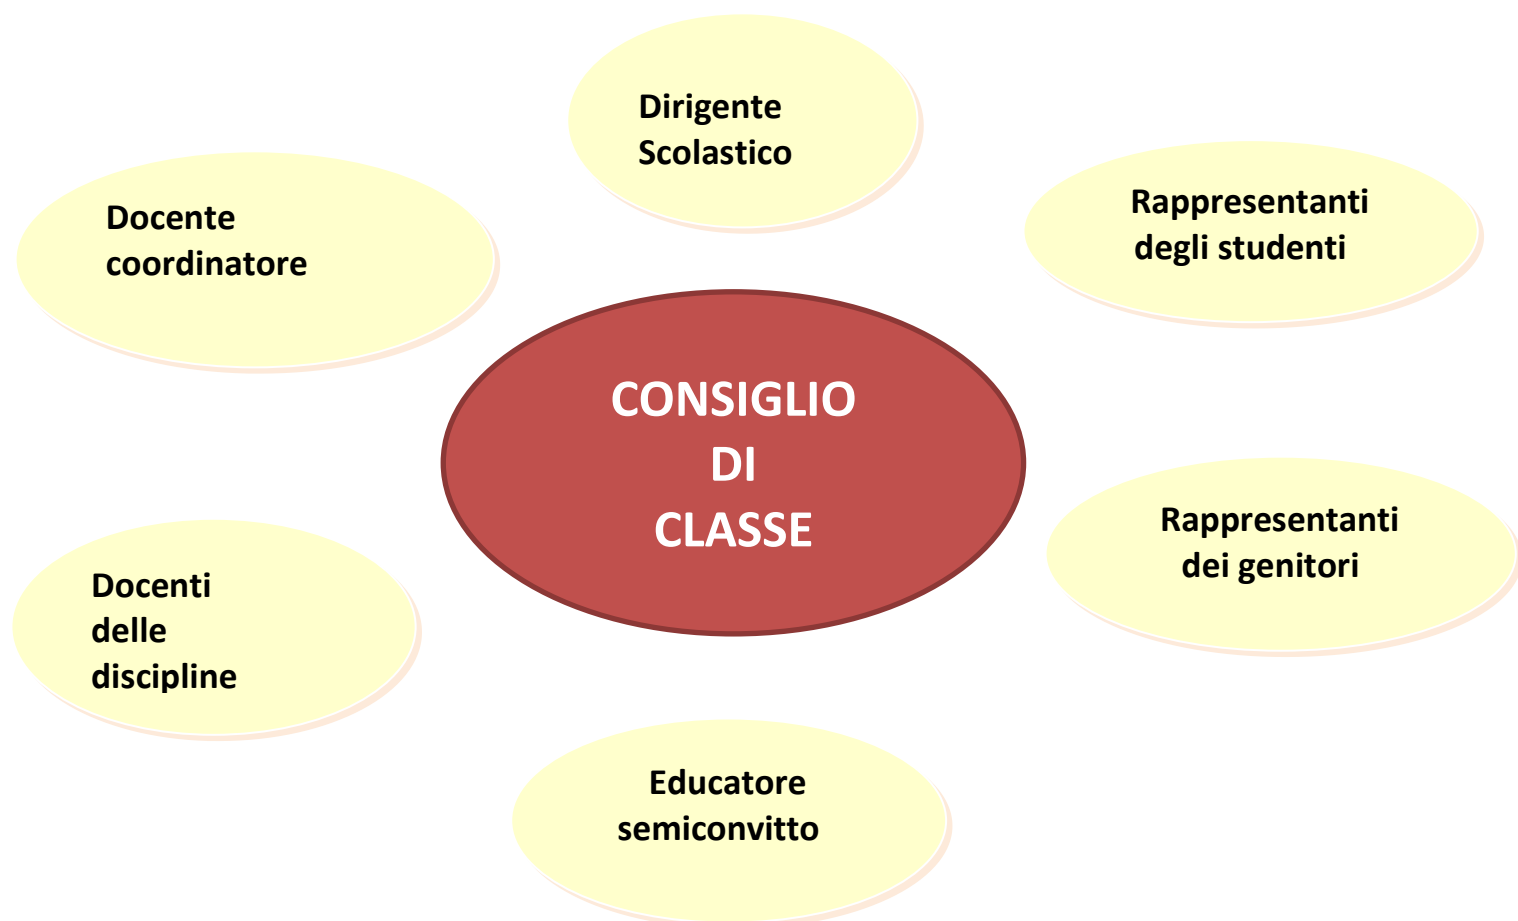 Dirigente
Scolastico
Docente
coordinatore
Rappresentanti
degli studenti
CONSIGLIO
DI
CLASSE
Rappresentanti
dei genitori
Docenti
delle
discipline
Educatore
semiconvitto